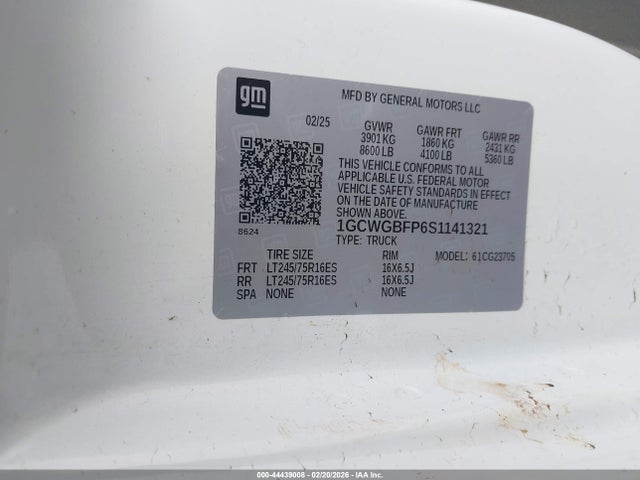 gm
MFD BY GENERAL MOTORS LLC
02/25 GVWR GAWR FRT GAWR RR
3901 KG 1860 KG 2431 KG
8600 LB 4100 LB 5360 LB
THIS VEHICLE CONFORMS TO ALL
APPLICABLE U.S. FEDERAL MOTOR
VEHICLE SAFETY STANDARDS IN EFFECT
ON THE DATE OF MANUFACTURE SHOWN ABOVE.
8624 1GCWGBFP6S1141321
TYPE: TRUCK MODEL: 61CG23705
TIRE SIZE RIM
FRT LT245/75R16ES 16X6.5J
RR LT245/75R16ES 16X6.5J
SPA NONE NONE
000-44439008 - 02/20/2026 - IAA Inc.